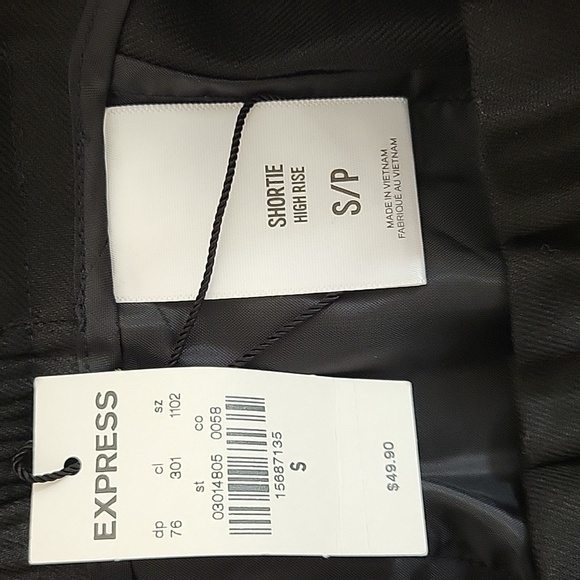 SHORTIE
HIGH RISE
S/P
MADE IN VIETNAM
FABRIQUÉ AU VIETNAM
EXPRESS
dp cl sz
76 301 1102
st co
03014805 0058
15687135
S
$49.90